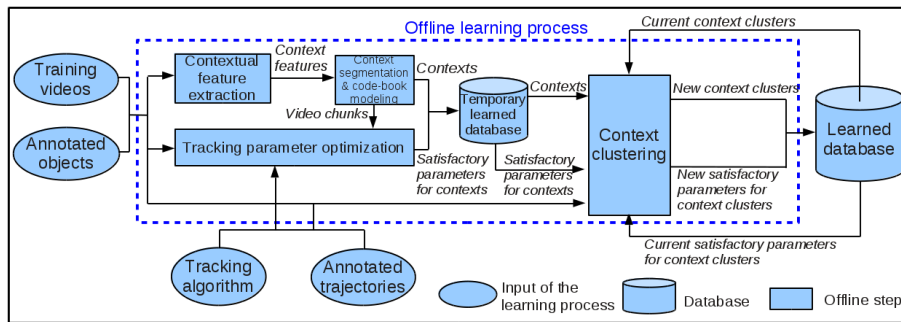 Offline learning process
Current context clusters
Training
videos
Annotated
objects
Contextual
feature
extraction
Context
features
Context
segmentation
& code-book
modeling
Contexts
Video chunks
Tracking parameter optimization
Satisfactory
parameters
for contexts
Temporary
learned
database
Contexts
Satisfactory
parameters
for contexts
Context
clustering
New context clusters
New satisfactory
parameters for
context clusters
Learned
database
Current satisfactory parameters
for context clusters
Tracking
algorithm
Annotated
trajectories
Input of the
learning process
Database
Offline step